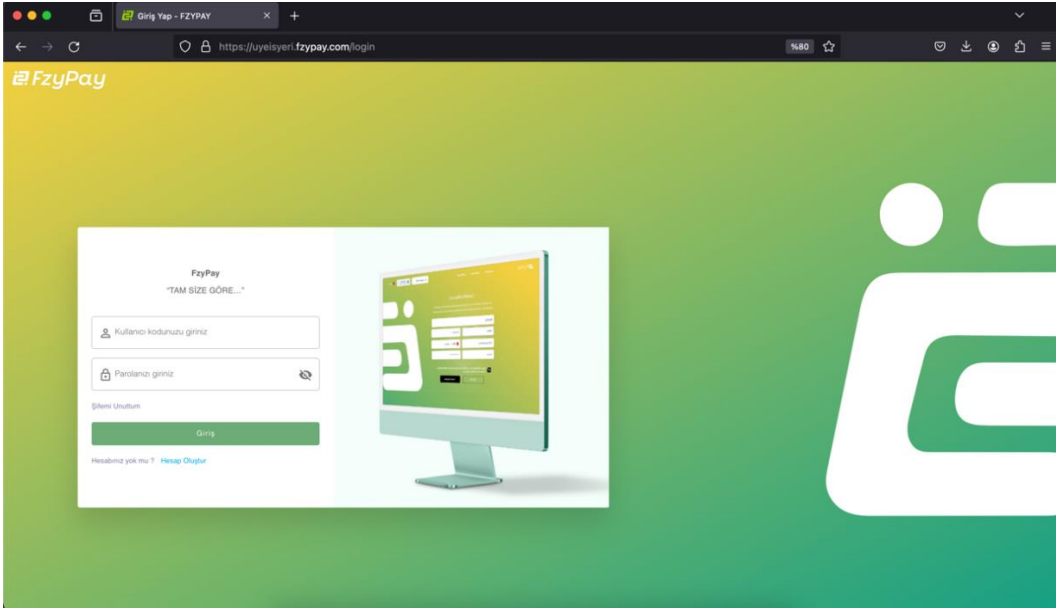 Giriş Yap - FZYPAY
https://uyeisyeri.fzypay.com/login
%80
FzyPay
FzyPay
"TAM SİZE GÖRE..."
Kullanıcı kodunuzu giriniz
Parolanızı giriniz
Şifemi Unuttum
Giriş
Hesabınız yok mu ? Hesap Oluştur